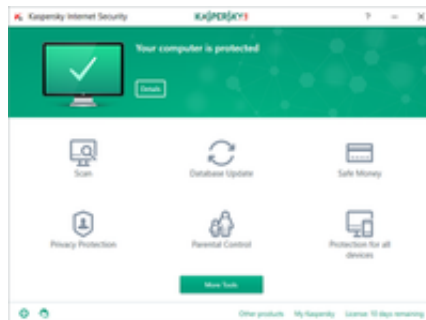 Kaspersky Internet Security
KASPERSKY
Your computer is protected
Details
Scan
Database Update
Safe Money
Privacy Protection
Parental Control
Protection for all
devices
More Tools
Other products My Kaspersky License: 10 days remaining